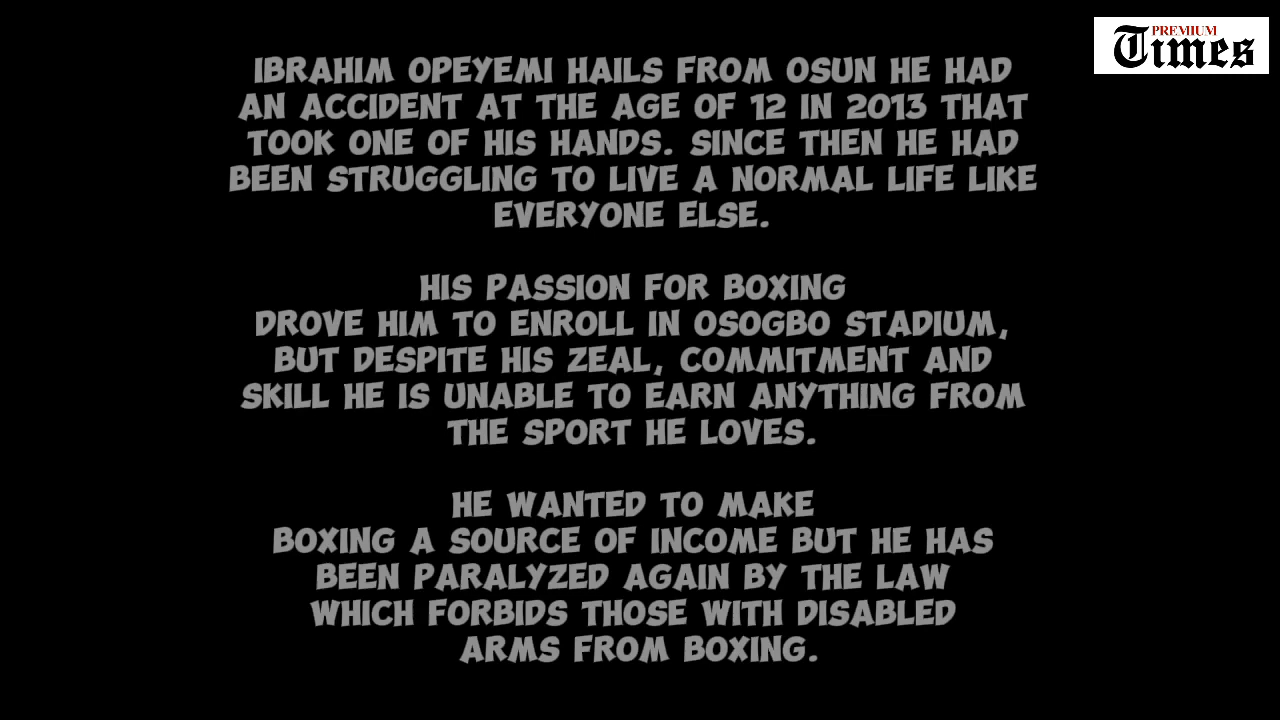 PREMIUM
Times
IBRAHIM OPEYEMI HAILS FROM OSUN HE HAD
AN ACCIDENT AT THE AGE OF 12 IN 2013 THAT
TOOK ONE OF HIS HANDS. SINCE THEN HE HAD
BEEN STRUGGLING TO LIVE A NORMAL LIFE LIKE
EVERYONE ELSE.
HIS PASSION FOR BOXING
DROVE HIM TO ENROLL IN OSOGBO STADIUM,
BUT DESPITE HIS ZEAL, COMMITMENT AND
SKILL HE IS UNABLE TO EARN ANYTHING FROM
THE SPORT HE LOVES.
HE WANTED TO MAKE
BOXING A SOURCE OF INCOME BUT HE HAS
BEEN PARALYZED AGAIN BY THE LAW
WHICH FORBIDS THOSE WITH DISABLED
ARMS FROM BOXING.